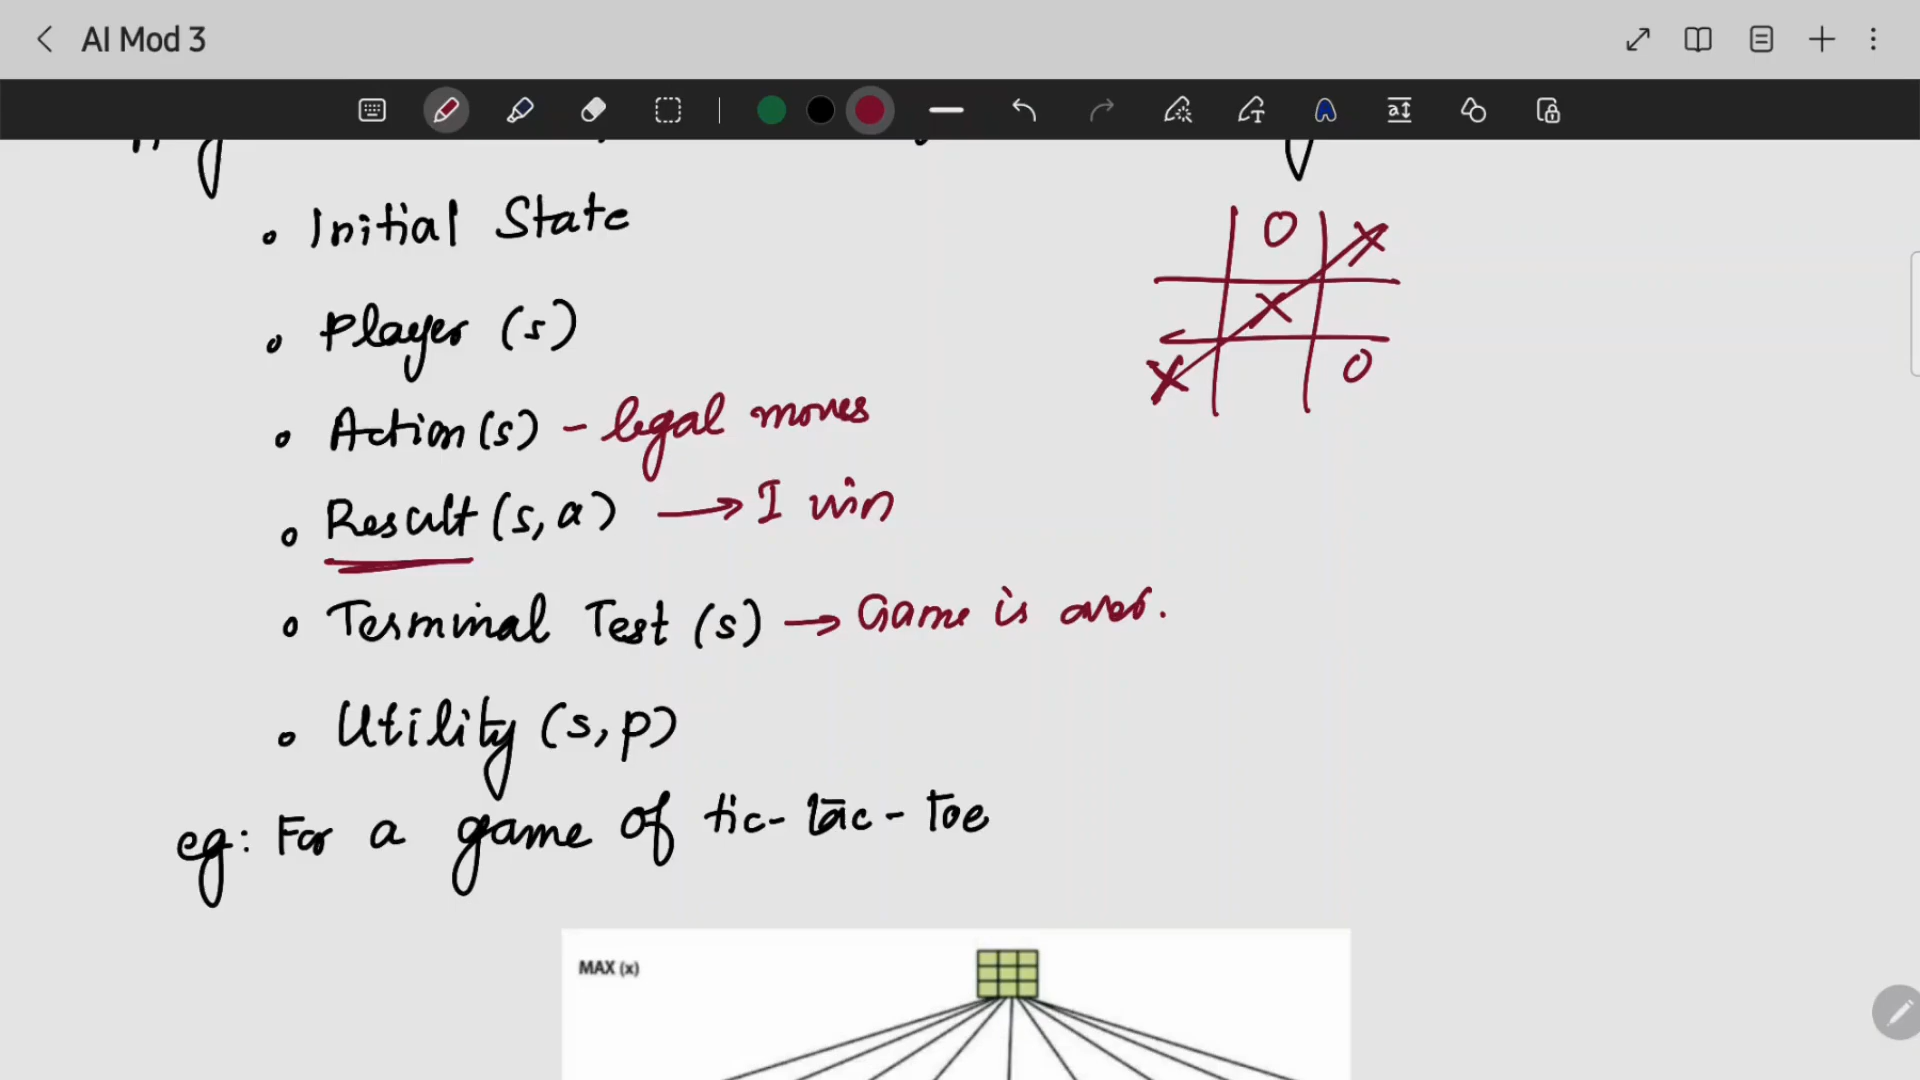 AI Mod 3
• Initial State
• Player (s)
• Action(s) - legal moves
• Result (s, a) → I win
• Terminal Test (s) → Game is over.
• Utility (s, p)
eg: For a game of tic-tac-toe
O X
X
X O
MAX (x)